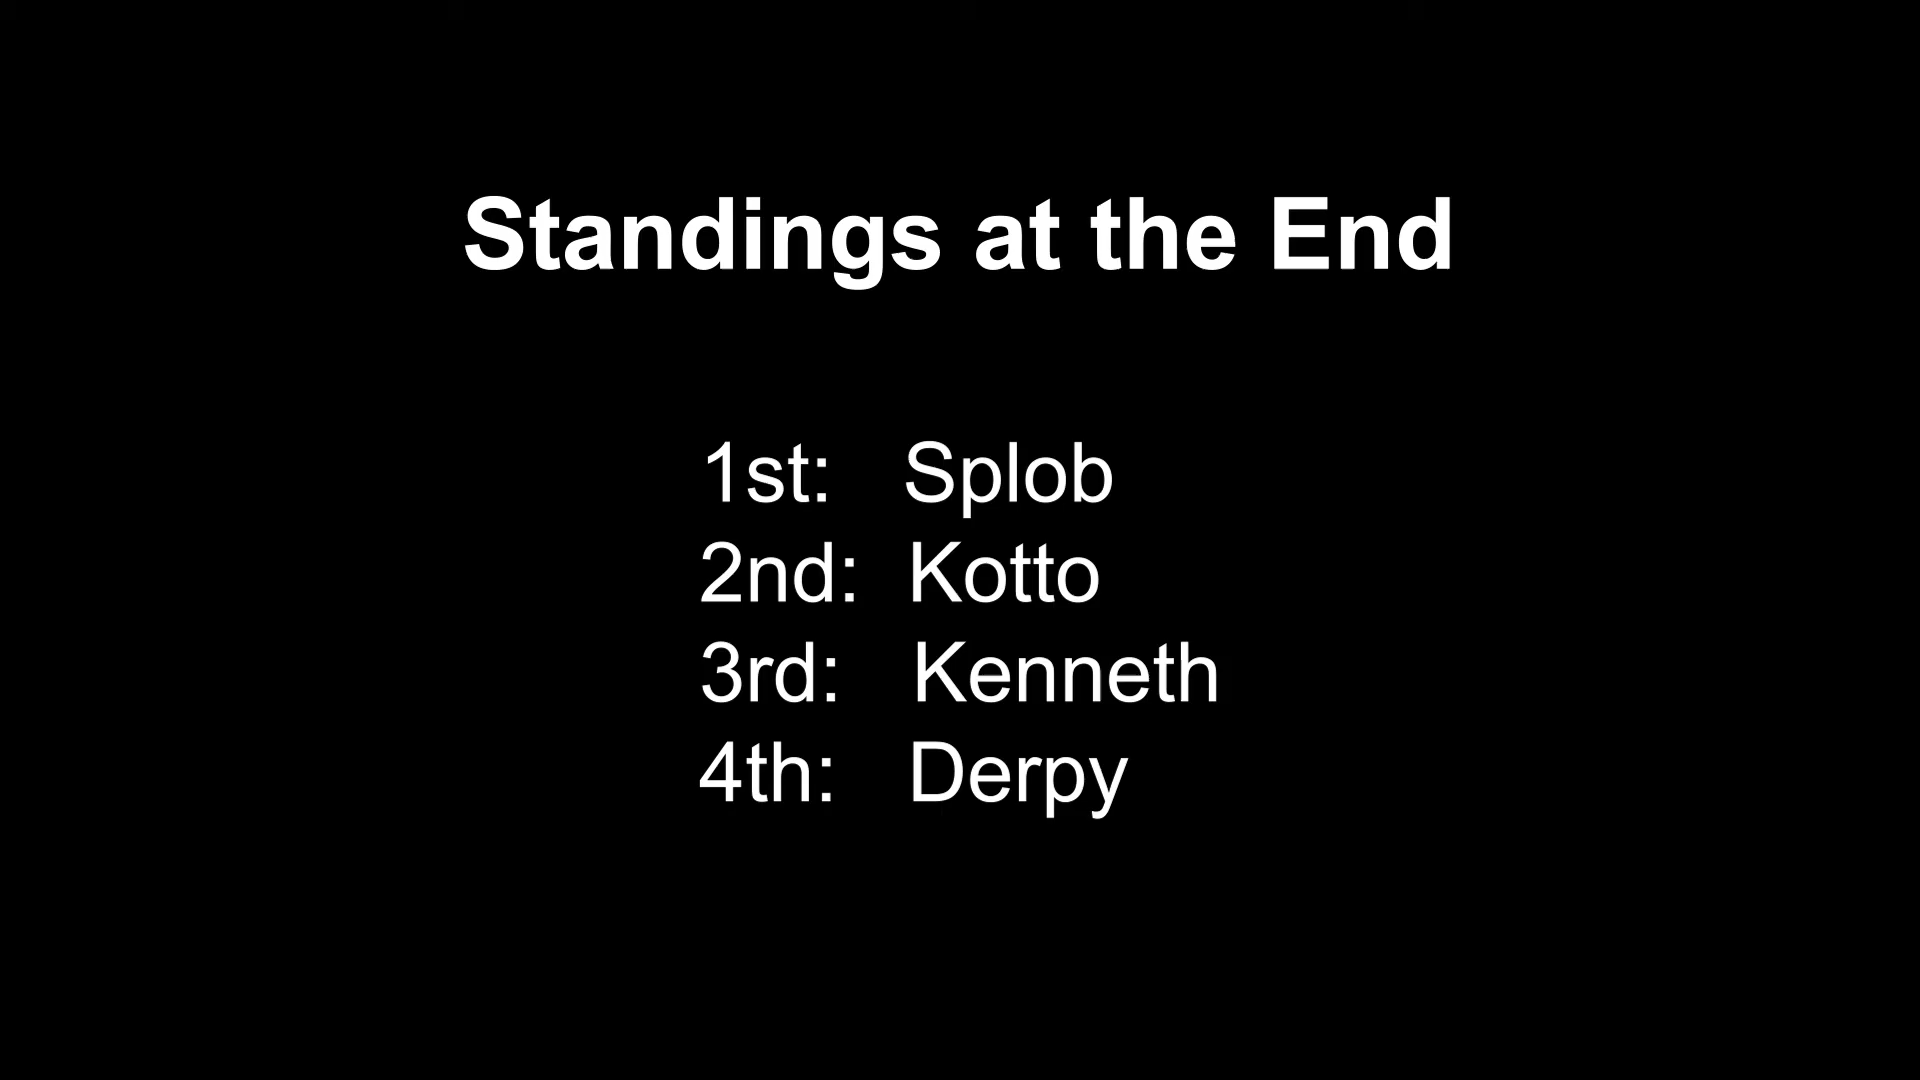 Standings at the End
1st: Splob
2nd: Kotto
3rd: Kenneth
4th: Derpy